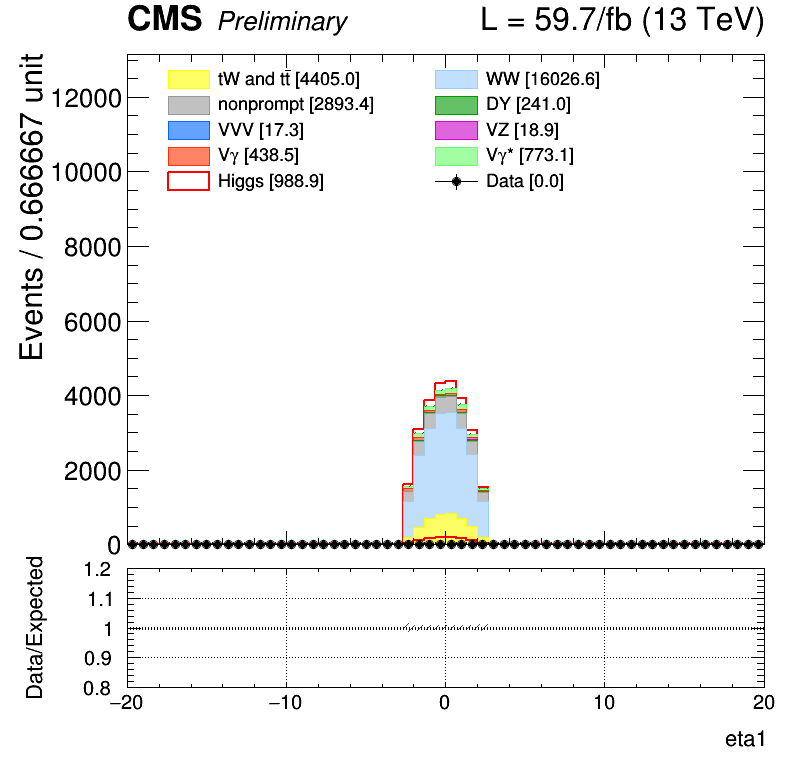 CMS Preliminary L = 59.7/fb (13 TeV)
Events / 0.666667 unit
12000
10000
8000
6000
4000
2000
0
tW and tt̄ [4405.0] WW [16026.6]
nonprompt [2893.4] DY [241.0]
VVV [17.3] VZ [18.9]
Vγ [438.5] Vγ* [773.1]
Higgs [988.9] Data [0.0]
Data/Expected
1.2
1.1
1
0.9
0.8
−20 −10 0 10 20
eta1